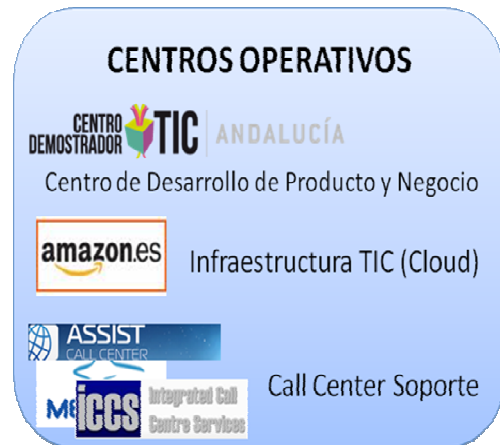 CENTROS OPERATIVOS
CENTRO
DEMOSTRADOR TIC ANDALUCÍA
Centro de Desarrollo de Producto y Negocio
amazon.es
Infraestructura TIC (Cloud)
ASSIST
CALL CENTER
Call Center Soporte
iccs Integrated Call
Centre Services